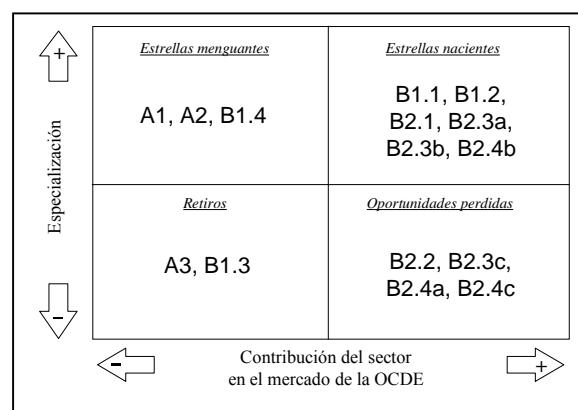 +
Especialización
−
Estrellas menguantes
A1, A2, B1.4
Estrellas nacientes
B1.1, B1.2,
B2.1, B2.3a,
B2.3b, B2.4b
Retiros
A3, B1.3
Oportunidades perdidas
B2.2, B2.3c,
B2.4a, B2.4c
−
Contribución del sector
en el mercado de la OCDE
+